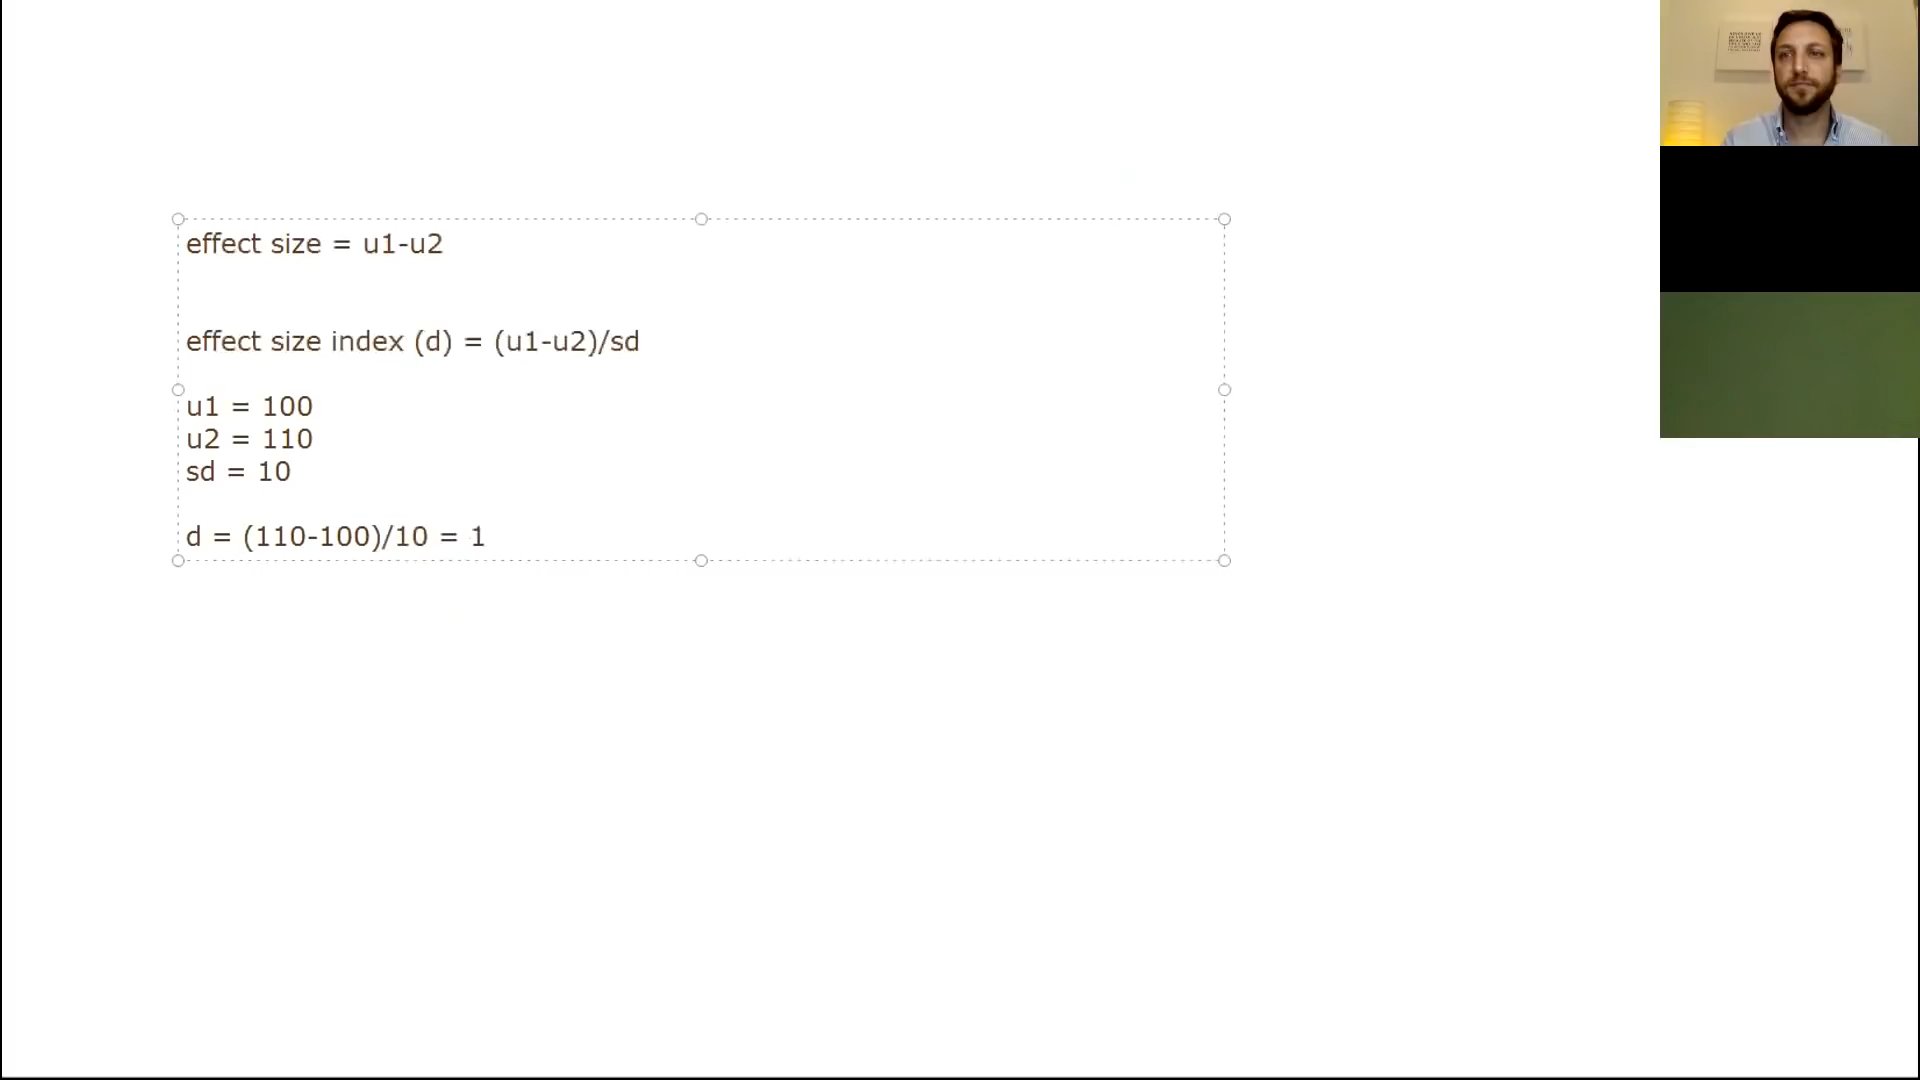 effect size = u1-u2
effect size index (d) = (u1-u2)/sd
u1 = 100
u2 = 110
sd = 10
d = (110-100)/10 = 1